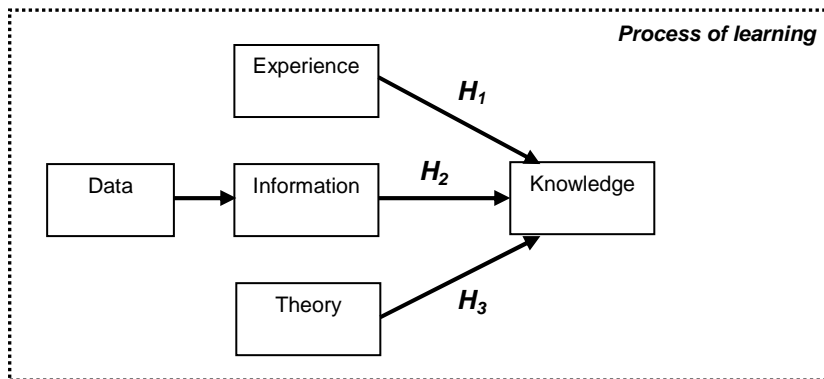 Process of learning
Experience
H₁
Data
Information
H₂
Knowledge
Theory
H₃